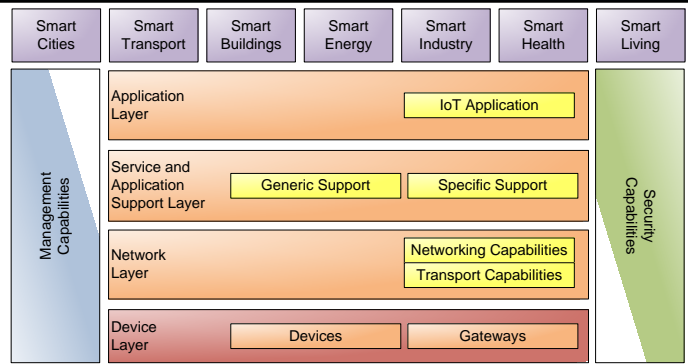 Smart
Cities
Smart
Transport
Smart
Buildings
Smart
Energy
Smart
Industry
Smart
Health
Smart
Living
Management
Capabilities
Application
Layer
IoT Application
Service and
Application
Support Layer
Generic Support
Specific Support
Network
Layer
Networking Capabilities
Transport Capabilities
Device
Layer
Devices
Gateways
Security
Capabilities